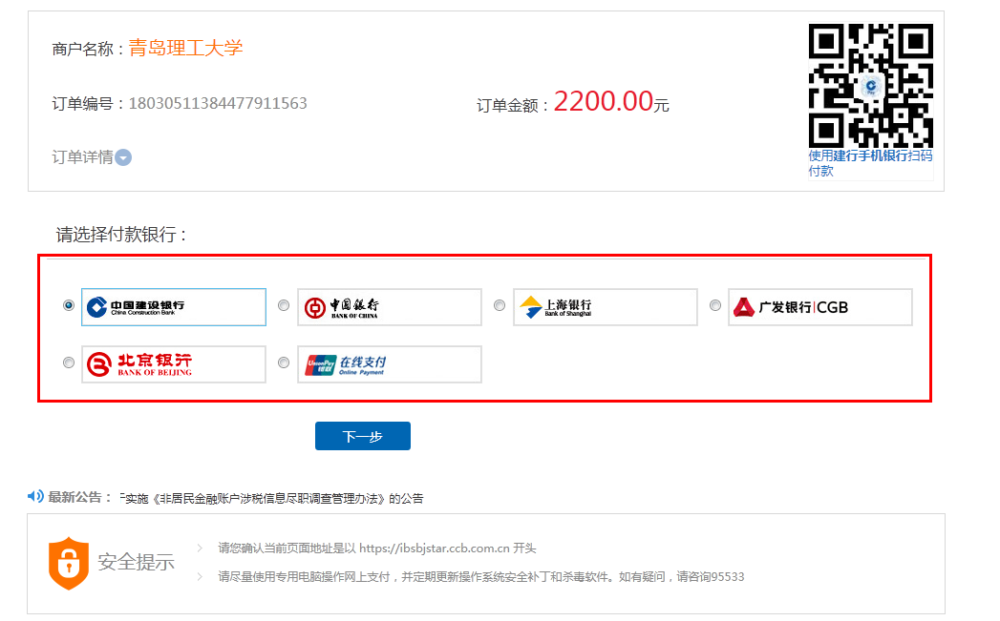 商户名称：青岛理工大学
订单编号：18030511384477911563
订单金额：2200.00元
订单详情
使用建行手机银行扫码
付款
请选择付款银行：
中国建设银行
China Construction Bank
中国银行
BANK OF CHINA
上海银行
Bank of Shanghai
广发银行|CGB
北京银行
BANK OF BEIJING
UnionPay
银联
在线支付
Online Payment
下一步
最新公告：
实施《非居民金融账户涉税信息尽职调查管理办法》的公告
安全提示
请您确认当前页面地址是以 https://ibsbjstar.ccb.com.cn 开头
请尽量使用专用电脑操作网上支付，并定期更新操作系统安全补丁和杀毒软件。如有疑问，请咨询95533